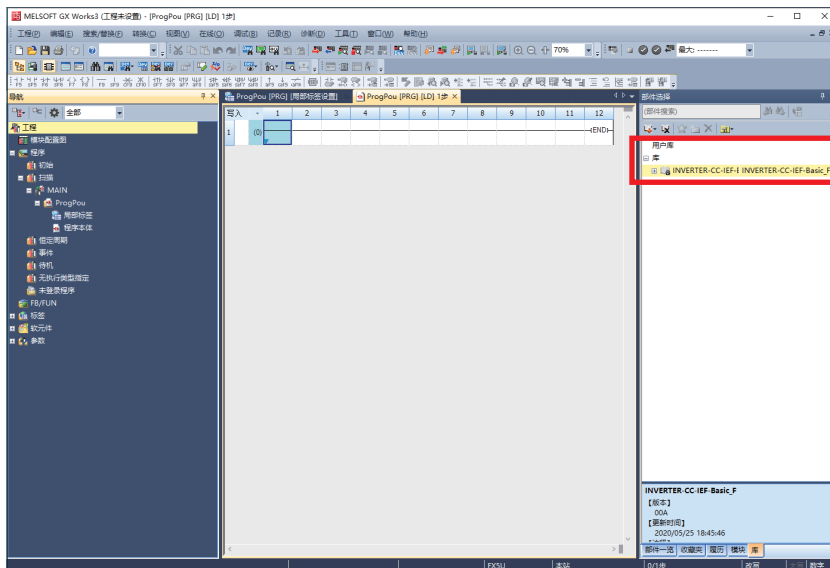 MELSOFT GX Works3 (工程未设置) - [ProgPou [PRG] [LD] 1步]
工程(P) 编辑(E) 搜索/替换(F) 转换(C) 视图(V) 在线(O) 调试(B) 记录(R) 诊断(D) 工具(T) 窗口(W) 帮助(H)
70%
最大: -------
导航
ProgPou [PRG] [局部标签设置]
ProgPou [PRG] [LD] 1步
部件选择
全部
写入 1 2 3 4 5 6 7 8 9 10 11 12
(部件搜索)
1 (0) (END)
工程
模块配置图
程序
初始
扫描
MAIN
ProgPou
局部标签
程序本体
恒定周期
事件
待机
无执行类型指定
未登录程序
FB/FUN
标签
软元件
参数
用户库
库
INVERTER-CC-IEF-I INVERTER-CC-IEF-Basic_F
INVERTER-CC-IEF-Basic_F
【版本】
00A
【更新时间】
2020/05/25 18:45:46
部件一览 收藏夹 履历 模块 库
FX5U 本站 0/1步 改写 大写 数字